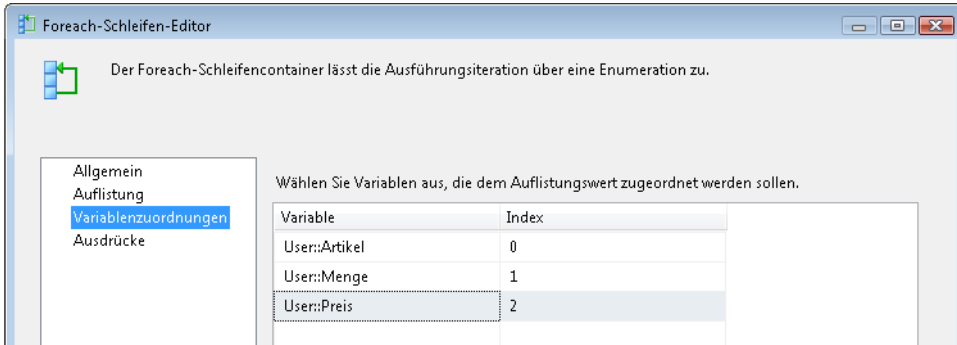 Foreach-Schleifen-Editor
Der Foreach-Schleifencontainer lässt die Ausführungsiteration über eine Enumeration zu.
Allgemein
Auflistung
Variablenzuordnungen
Ausdrücke
Wählen Sie Variablen aus, die dem Auflistungswert zugeordnet werden sollen.
Variable Index
User::Artikel 0
User::Menge 1
User::Preis 2